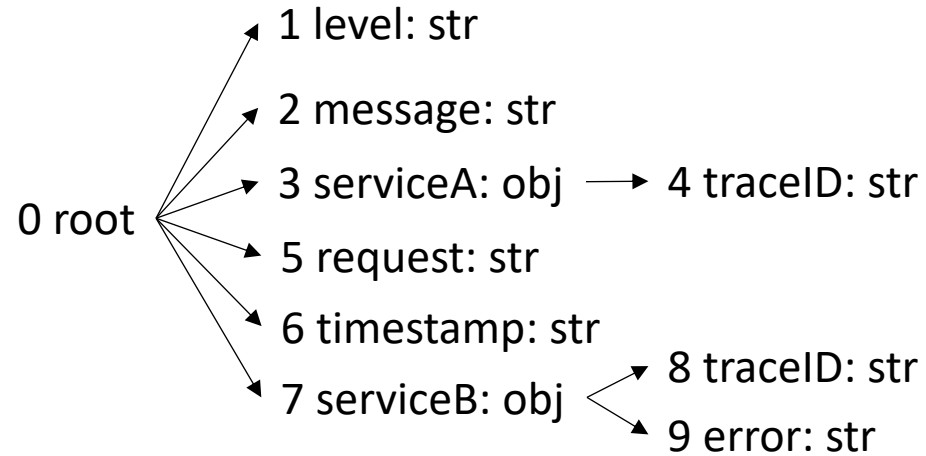 1 level: str
2 message: str
3 serviceA: obj
4 traceID: str
0 root
5 request: str
6 timestamp: str
7 serviceB: obj
8 traceID: str
9 error: str